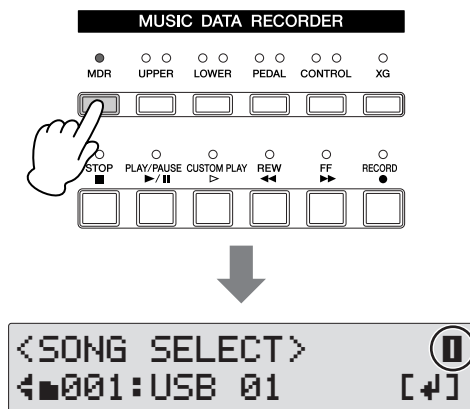 MUSIC DATA RECORDER
MDR UPPER LOWER PEDAL CONTROL XG
STOP PLAY/PAUSE CUSTOM PLAY REW FF RECORD
<SONG SELECT>
001:USB 01 [↲]